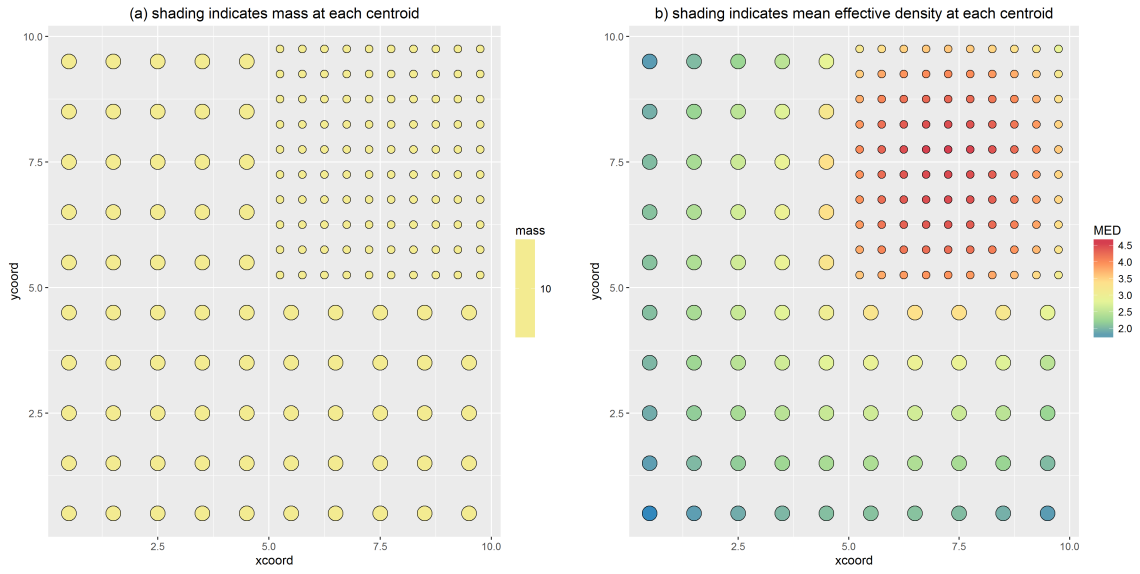 (a) shading indicates mass at each centroid
10.0
7.5
5.0
2.5
ycoord
2.5
5.0
7.5
10.0
xcoord
mass
10
b) shading indicates mean effective density at each centroid
10.0
7.5
5.0
2.5
ycoord
2.5
5.0
7.5
10.0
xcoord
MED
4.5
4.0
3.5
3.0
2.5
2.0